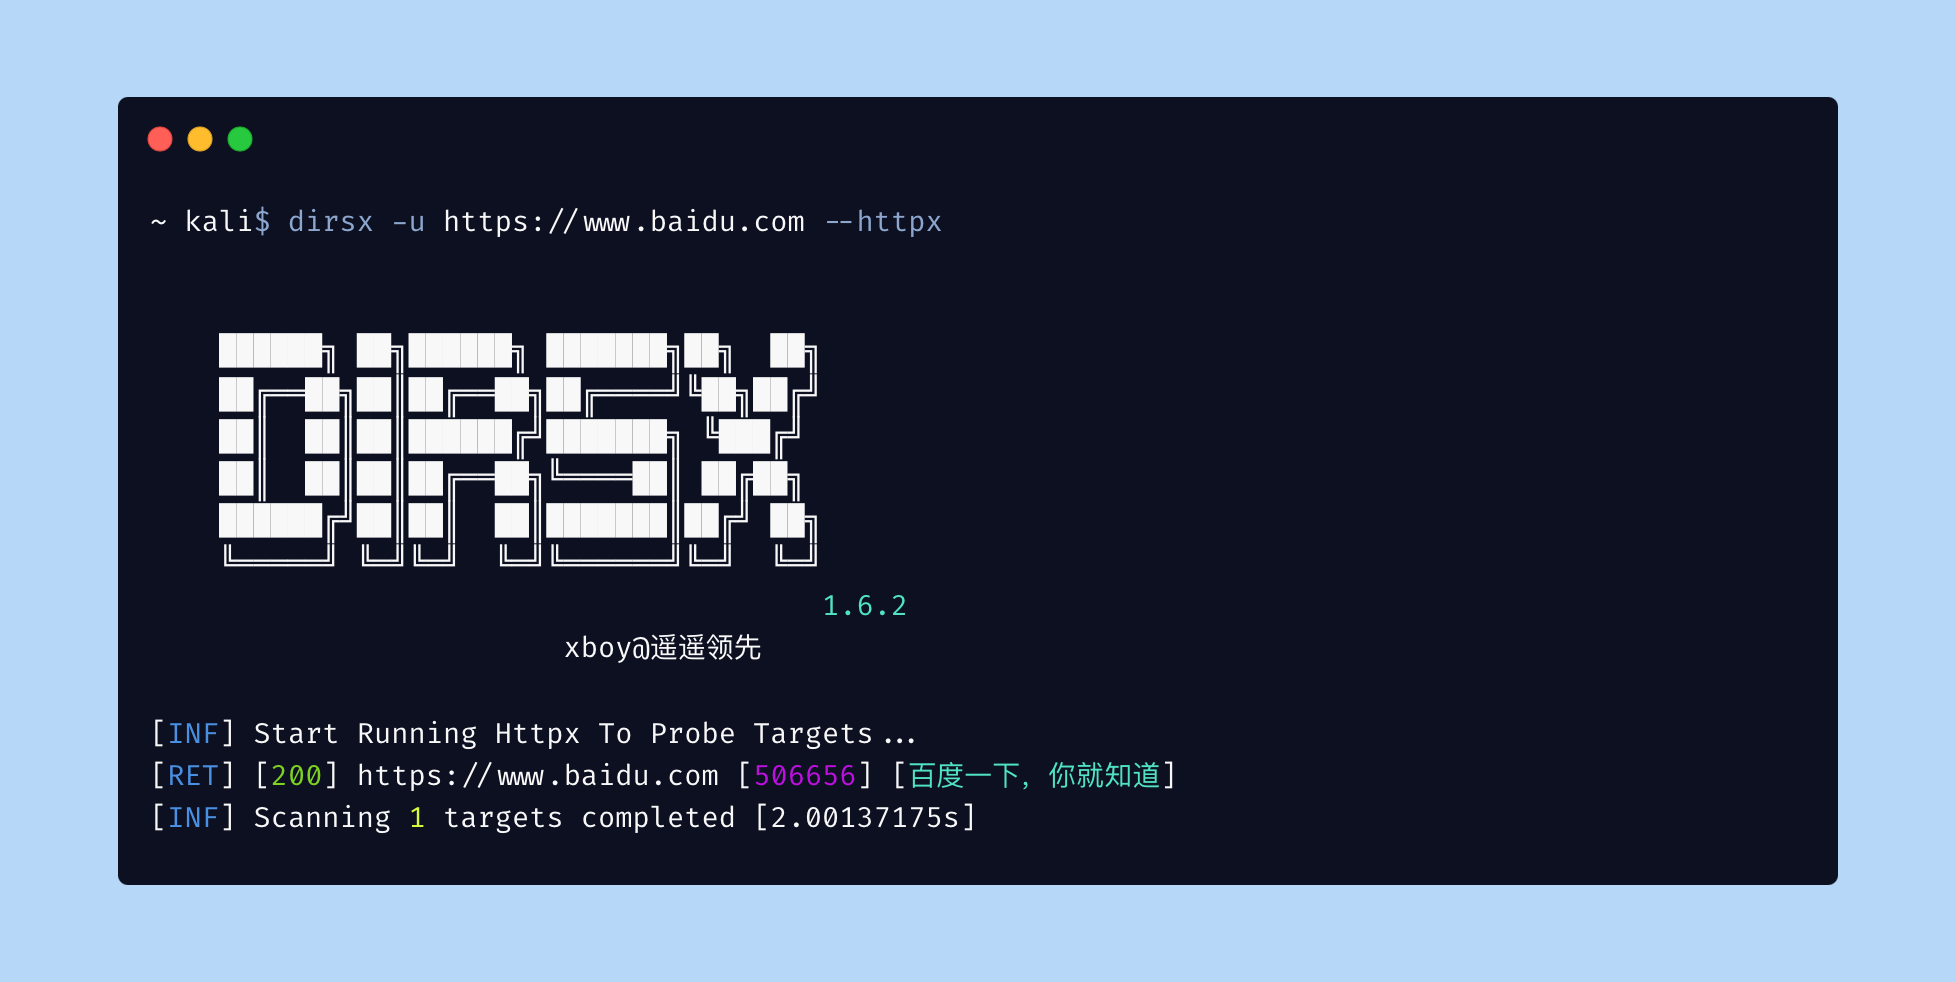 ~ kali$ dirsx -u https://www.baidu.com --httpx
██████╗ ██╗██████╗ ███████╗██╗  ██╗
██╔══██╗██║██╔══██╗██╔════╝╚██╗██╔╝
██║  ██║██║██████╔╝███████╗ ╚███╔╝
██║  ██║██║██╔══██╗╚════██║ ██╔██╗
██████╔╝██║██║  ██║███████║██╔╝ ██╗
╚═════╝ ╚═╝╚═╝  ╚═╝╚══════╝╚═╝  ╚═╝
1.6.2
xboy@遥遥领先
[INF] Start Running Httpx To Probe Targets...
[RET] [200] https://www.baidu.com [506656] [百度一下，你就知道]
[INF] Scanning 1 targets completed [2.00137175s]